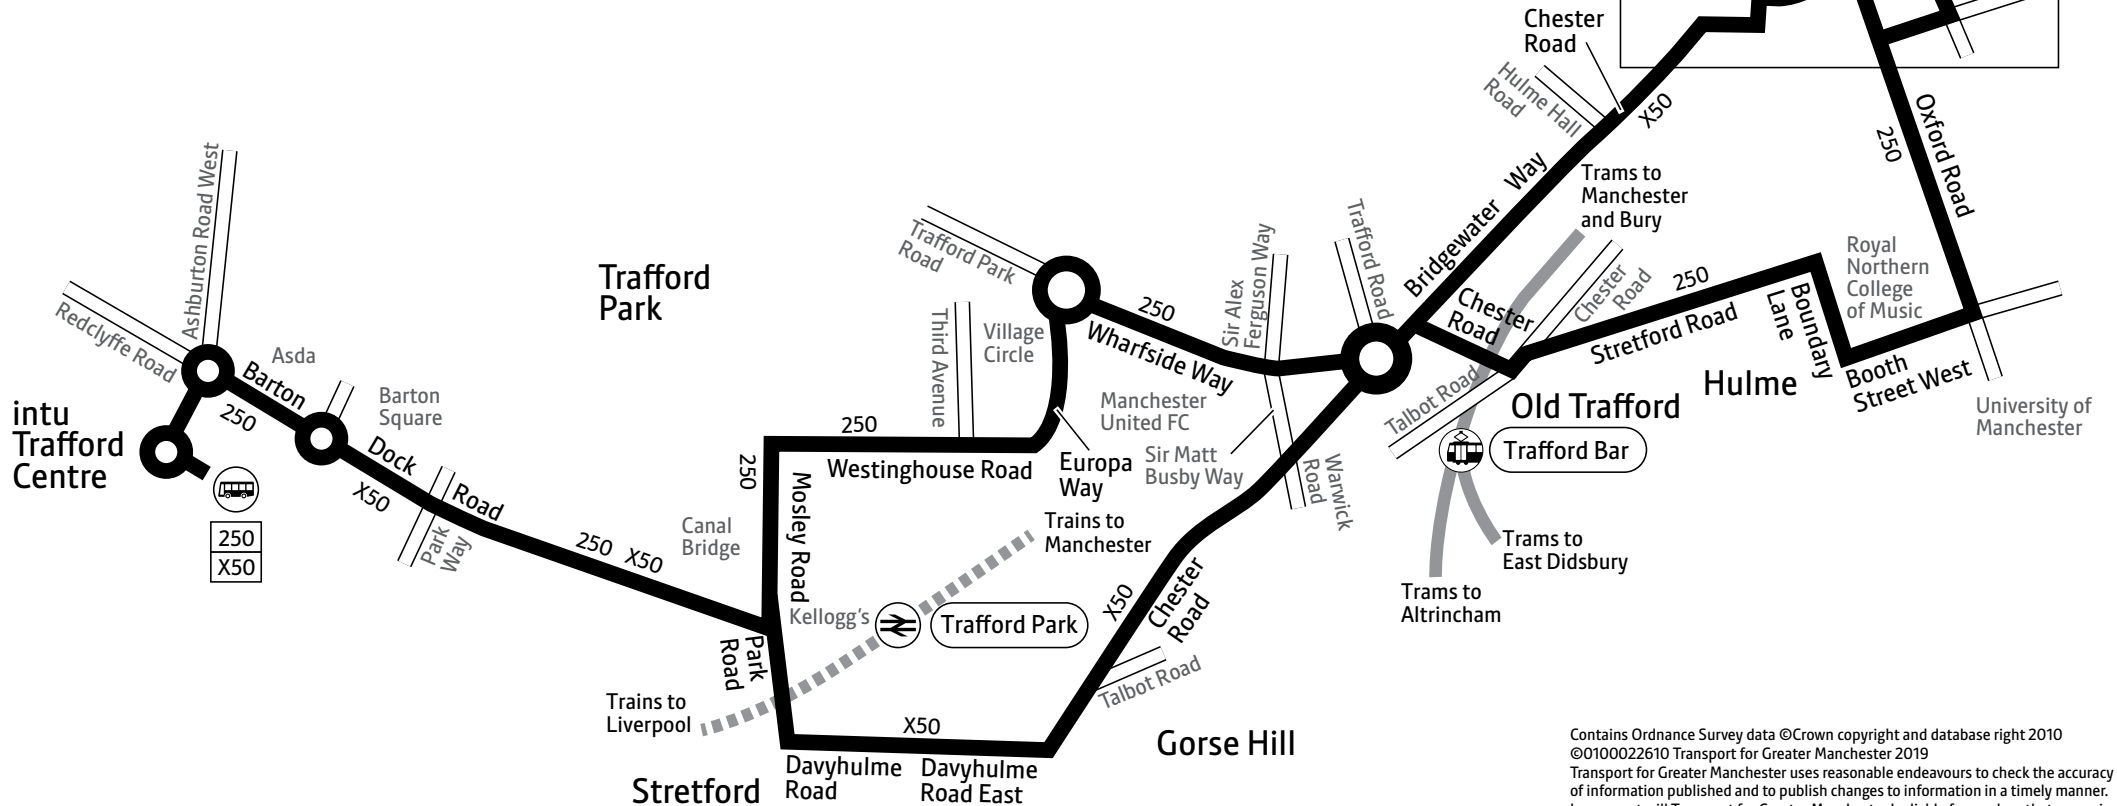 Chester
Road
Hulme Hall
Road
X50
Oxford Road
250
Bridgewater Way
Trams to
Manchester
and Bury
Ashburton Road West
Redclyffe Road
Trafford
Park
Trafford Park
Road
Third Avenue
Village
Circle
250
Wharfside Way
Sir Alex
Ferguson Way
Trafford Road
Chester
Road
Chester
Road
250
Stretford Road
Boundary
Lane
Royal
Northern
College
of Music
Booth
Street West
University of
Manchester
Hulme
Old Trafford
Talbot Road
Trafford Bar
Asda
Barton
250
Barton
Square
intu
Trafford
Centre
Dock
X50
Road
250
X50
Park
Way
250 X50
Canal
Bridge
250
Mosley Road
250
Westinghouse Road
Europa
Way
Manchester
United FC
Sir Matt
Busby Way
Warwick
Road
Trains to
Manchester
Kellogg's
Trafford Park
Park
Road
Trains to
Liverpool
X50
Chester
Road
Talbot Road
Trams to
East Didsbury
Trams to
Altrincham
X50
Davyhulme
Road
Davyhulme
Road East
Stretford
Gorse Hill
Contains Ordnance Survey data ©Crown copyright and database right 2010
©0100022610 Transport for Greater Manchester 2019
Transport for Greater Manchester uses reasonable endeavours to check the accuracy
of information published and to publish changes to information in a timely manner.